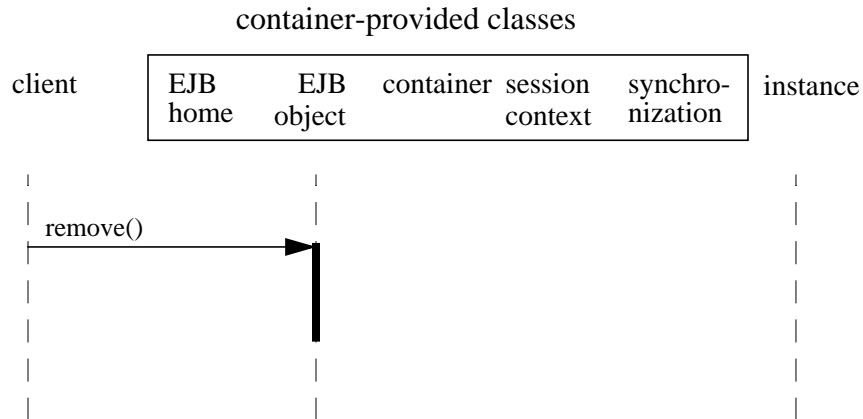 container-provided classes
client EJB EJB container session synchro- instance
home object context nization
remove()